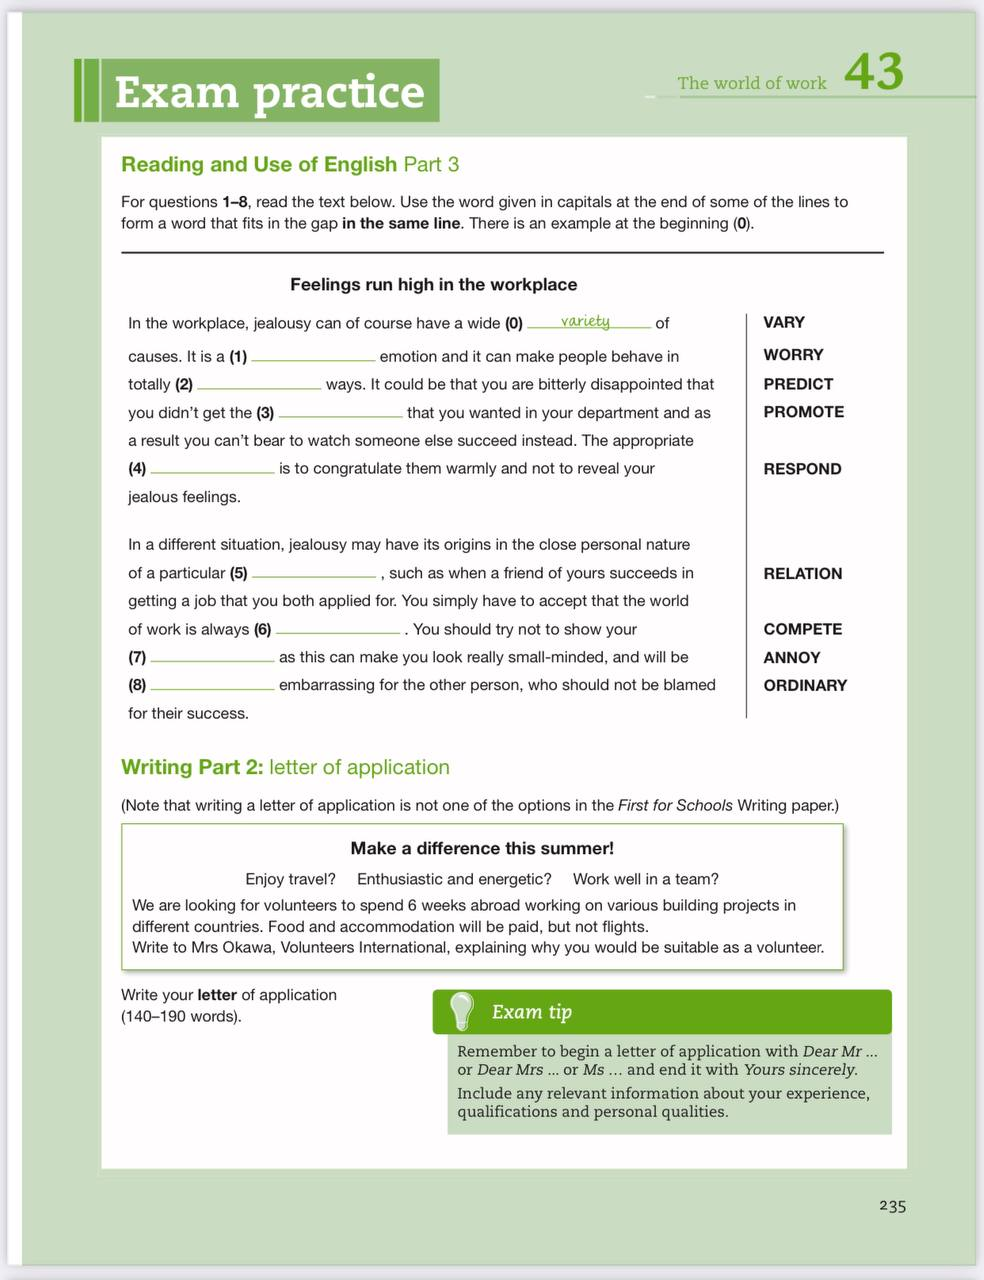 Exam practice
The world of work 43
Reading and Use of English Part 3
For questions 1–8, read the text below. Use the word given in capitals at the end of some of the lines to
form a word that fits in the gap in the same line. There is an example at the beginning (0).
Feelings run high in the workplace
In the workplace, jealousy can of course have a wide (0) variety of VARY
causes. It is a (1) ____ emotion and it can make people behave in WORRY
totally (2) ____ ways. It could be that you are bitterly disappointed that PREDICT
you didn't get the (3) ____ that you wanted in your department and as PROMOTE
a result you can't bear to watch someone else succeed instead. The appropriate
(4) ____ is to congratulate them warmly and not to reveal your RESPOND
jealous feelings.
In a different situation, jealousy may have its origins in the close personal nature
of a particular (5) ____ , such as when a friend of yours succeeds in RELATION
getting a job that you both applied for. You simply have to accept that the world
of work is always (6) ____ . You should try not to show your COMPETE
(7) ____ as this can make you look really small-minded, and will be ANNOY
(8) ____ embarrassing for the other person, who should not be blamed ORDINARY
for their success.
Writing Part 2: letter of application
(Note that writing a letter of application is not one of the options in the First for Schools Writing paper.)
Make a difference this summer!
Enjoy travel? Enthusiastic and energetic? Work well in a team?
We are looking for volunteers to spend 6 weeks abroad working on various building projects in
different countries. Food and accommodation will be paid, but not flights.
Write to Mrs Okawa, Volunteers International, explaining why you would be suitable as a volunteer.
Write your letter of application
(140–190 words).
Exam tip
Remember to begin a letter of application with Dear Mr ...
or Dear Mrs ... or Ms ... and end it with Yours sincerely.
Include any relevant information about your experience,
qualifications and personal qualities.
235